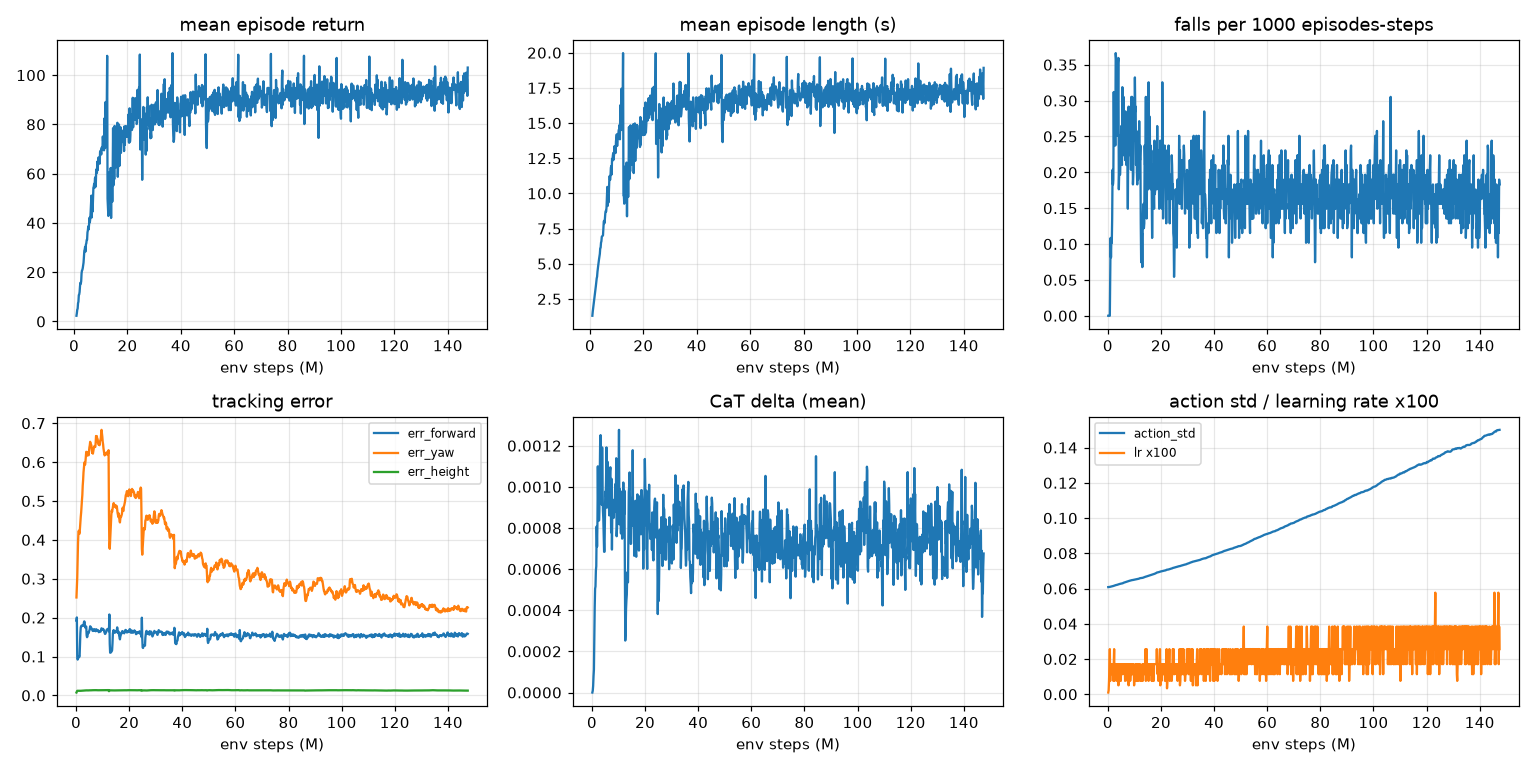 mean episode return
100
80
60
40
20
0
0 20 40 60 80 100 120 140
env steps (M)
mean episode length (s)
20.0
17.5
15.0
12.5
10.0
7.5
5.0
2.5
0 20 40 60 80 100 120 140
env steps (M)
falls per 1000 episodes-steps
0.35
0.30
0.25
0.20
0.15
0.10
0.05
0.00
0 20 40 60 80 100 120 140
env steps (M)
tracking error
0.7
0.6
0.5
0.4
0.3
0.2
0.1
0.0
err_forward
err_yaw
err_height
0 20 40 60 80 100 120 140
env steps (M)
CaT delta (mean)
0.0012
0.0010
0.0008
0.0006
0.0004
0.0002
0.0000
0 20 40 60 80 100 120 140
env steps (M)
action std / learning rate x100
0.14
0.12
0.10
0.08
0.06
0.04
0.02
0.00
action_std
lr x100
0 20 40 60 80 100 120 140
env steps (M)